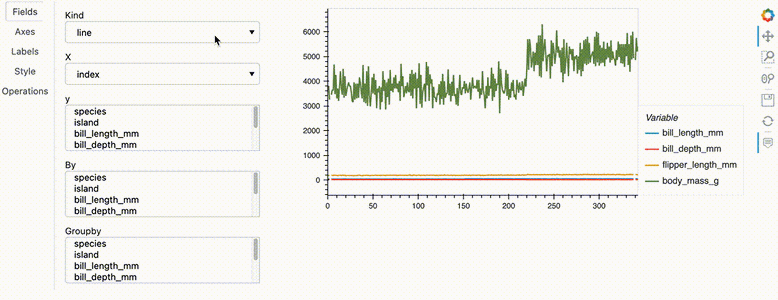 Fields
Axes
Labels
Style
Operations
Kind
line
X
index
y
species
island
bill_length_mm
bill_depth_mm
By
species
island
bill_length_mm
bill_depth_mm
Groupby
species
island
bill_length_mm
bill_depth_mm
6000
5000
4000
3000
2000
1000
0
0 50 100 150 200 250 300
Variable
bill_length_mm
bill_depth_mm
flipper_length_mm
body_mass_g